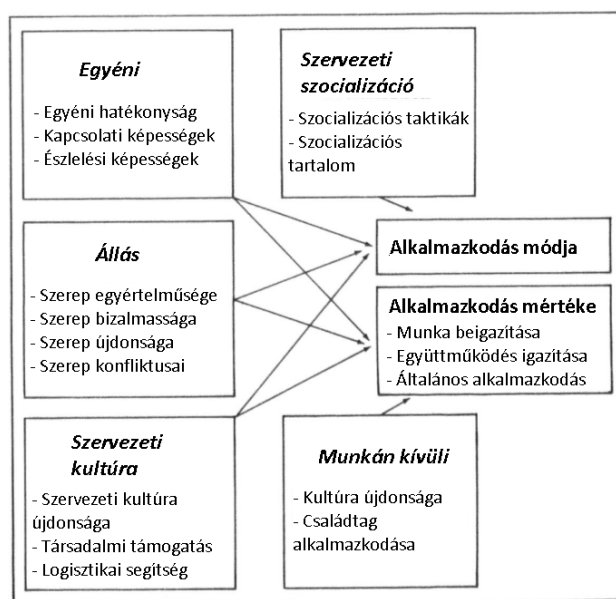 Egyéni
- Egyéni hatékonyság
- Kapcsolati képességek
- Észlelési képességek
Szervezeti
szocializáció
- Szocializációs taktikák
- Szocializációs
tartalom
Állás
- Szerep egyértelműsége
- Szerep bizalmassága
- Szerep újdonsága
- Szerep konfliktusai
Alkalmazkodás módja
Alkalmazkodás mértéke
- Munka beigazítása
- Együttműködés igazítása
- Általános alkalmazkodás
Szervezeti
kultúra
- Szervezeti kultúra
újdonsága
- Társadalmi támogatás
- Logisztikai segítség
Munkán kívüli
- Kultúra újdonsága
- Családtag
alkalmazkodása